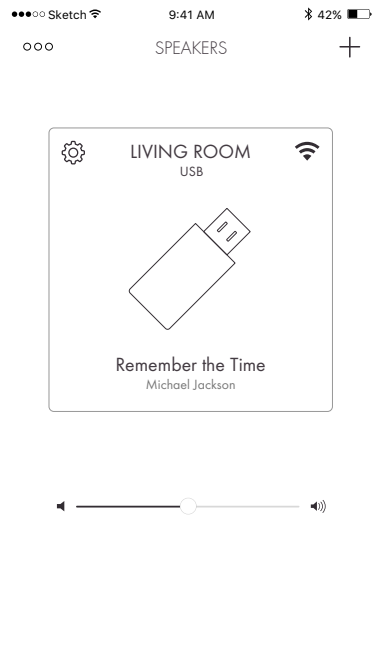 Sketch 9:41 AM 42%
SPEAKERS
LIVING ROOM
USB
Remember the Time
Michael Jackson